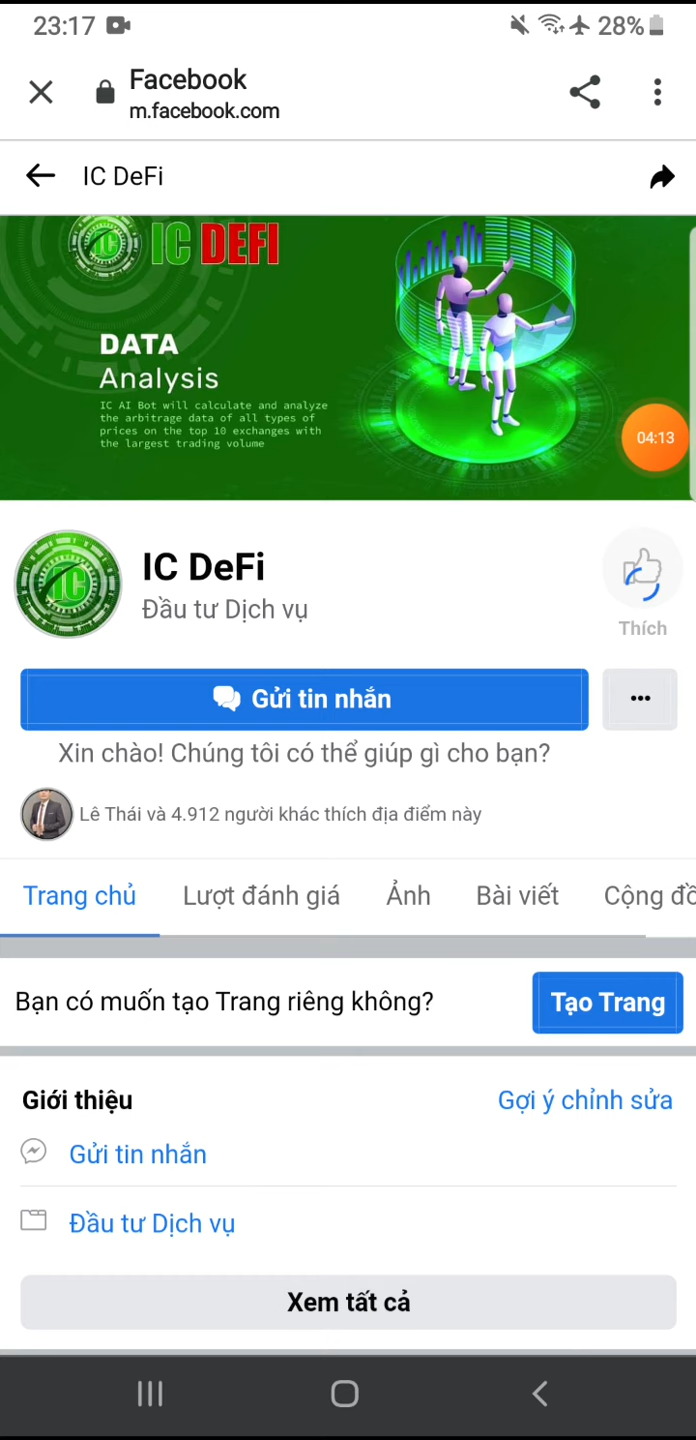 23:17
28%
Facebook
m.facebook.com
IC DeFi
IC DEFI
DATA
Analysis
IC AI Bot will calculate and analyze
the arbitrage data of all types of
prices on the top 10 exchanges with
the largest trading volume
04:13
IC
IC DeFi
Đầu tư Dịch vụ
Thích
Gửi tin nhắn
Xin chào! Chúng tôi có thể giúp gì cho bạn?
Lê Thái và 4.912 người khác thích địa điểm này
Trang chủ Lượt đánh giá Ảnh Bài viết Cộng đồ
Bạn có muốn tạo Trang riêng không?
Tạo Trang
Giới thiệu
Gợi ý chỉnh sửa
Gửi tin nhắn
Đầu tư Dịch vụ
Xem tất cả